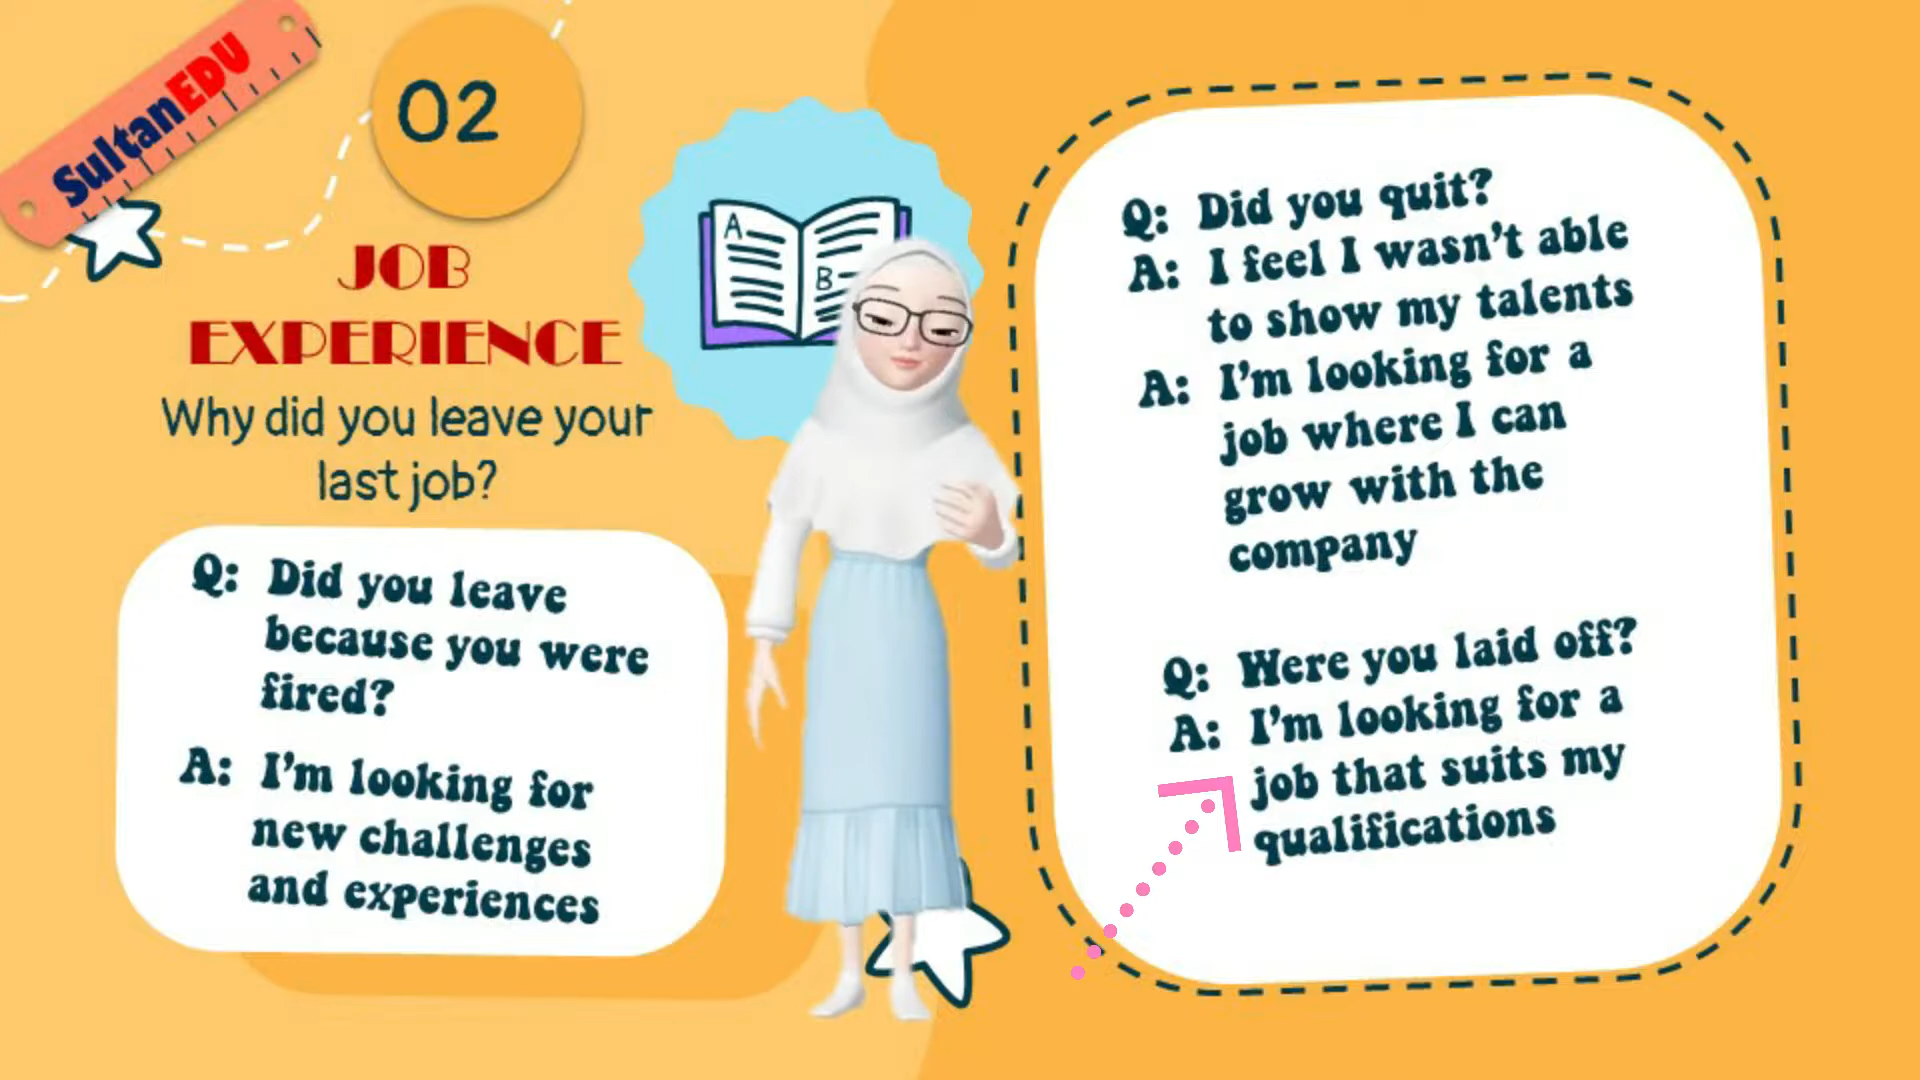 SultanEDU
02
JOB
EXPERIENCE
Why did you leave your
last job?
Q: Did you leave
because you were
fired?
A: I'm looking for
new challenges
and experiences
A
B
Q: Did you quit?
A: I feel I wasn't able
to show my talents
A: I'm looking for a
job where I can
grow with the
company
Q: Were you laid off?
A: I'm looking for a
job that suits my
qualifications